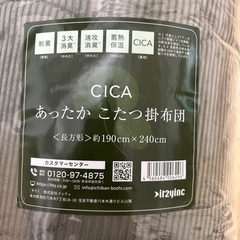 制菌
3大
消臭
速攻
消臭
蓄熱
保温
CICA
CICA
あったか こたつ掛布団
<長方形>約190cm×240cm
カスタマーセンター
0120-97-4875
ir2yinc